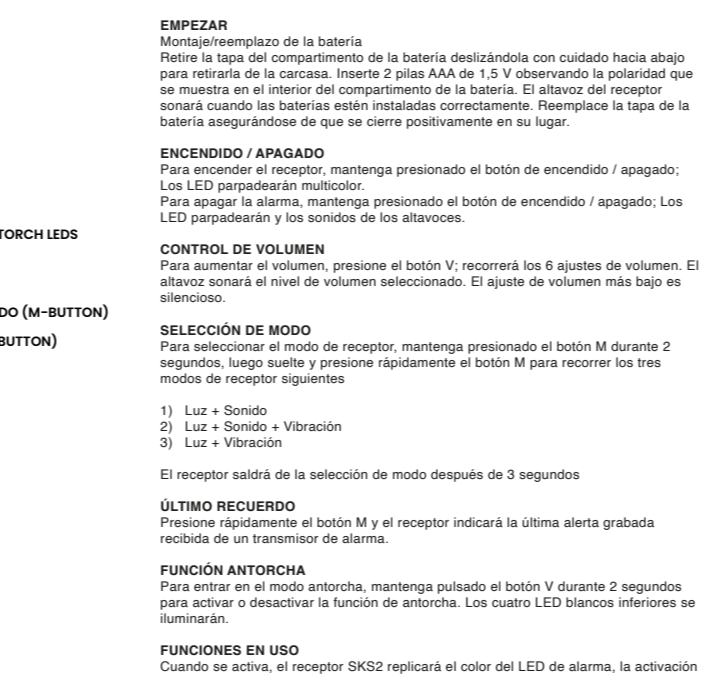 EMPEZAR
Montaje/reemplazo de la batería
Retire la tapa del compartimento de la batería deslizándola con cuidado hacia abajo
para retirarla de la carcasa. Inserte 2 pilas AAA de 1,5 V observando la polaridad que
se muestra en el interior del compartimento de la batería. El altavoz del receptor
sonará cuando las baterías estén instaladas correctamente. Reemplace la tapa de la
batería asegurándose de que se cierre positivamente en su lugar.
ENCENDIDO / APAGADO
Para encender el receptor, mantenga presionado el botón de encendido / apagado;
Los LED parpadearán multicolor.
Para apagar la alarma, mantenga presionado el botón de encendido / apagado; Los
LED parpadearán y los sonidos de los altavoces.
TORCH LEDS
CONTROL DE VOLUMEN
Para aumentar el volumen, presione el botón V; recorrerá los 6 ajustes de volumen. El
altavoz sonará el nivel de volumen seleccionado. El ajuste de volumen más bajo es
silencioso.
DO (M-BUTTON)
BUTTON)
SELECCIÓN DE MODO
Para seleccionar el modo de receptor, mantenga presionado el botón M durante 2
segundos, luego suelte y presione rápidamente el botón M para recorrer los tres
modos de receptor siguientes
1) Luz + Sonido
2) Luz + Sonido + Vibración
3) Luz + Vibración
El receptor saldrá de la selección de modo después de 3 segundos
ÚLTIMO RECUERDO
Presione rápidamente el botón M y el receptor indicará la última alerta grabada
recibida de un transmisor de alarma.
FUNCIÓN ANTORCHA
Para entrar en el modo antorcha, mantenga pulsado el botón V durante 2 segundos
para activar o desactivar la función de antorcha. Los cuatro LED blancos inferiores se
iluminarán.
FUNCIONES EN USO
Cuando se activa, el receptor SKS2 replicará el color del LED de alarma, la activación